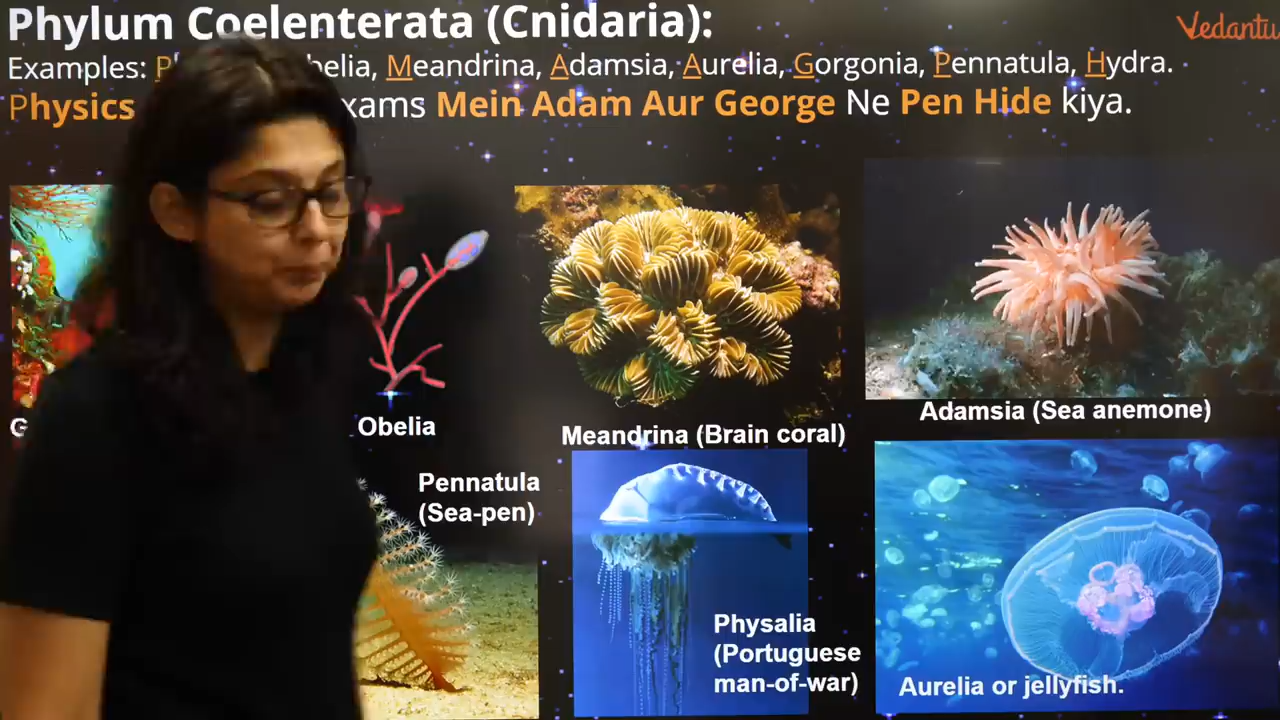 Phylum Coelenterata (Cnidaria):
Vedantu
Examples: belia, Meandrina, Adamsia, Aurelia, Gorgonia, Pennatula, Hydra.
Physics xams Mein Adam Aur George Ne Pen Hide kiya.
Obelia
Meandrina (Brain coral)
Adamsia (Sea anemone)
Pennatula
(Sea-pen)
Physalia
(Portuguese
man-of-war)
Aurelia or jellyfish.